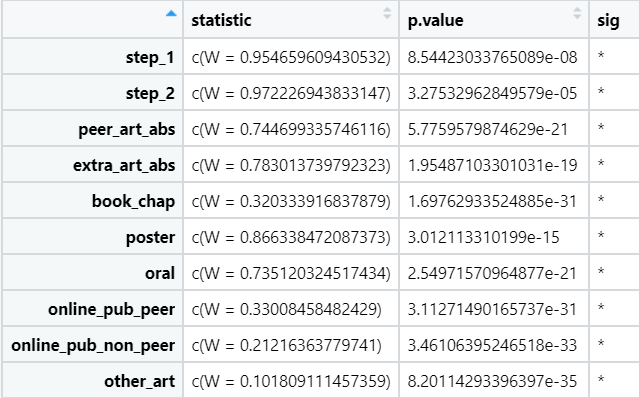 statistic p.value sig
step_1 c(W = 0.954659609430532) 8.54423033765089e-08 *
step_2 c(W = 0.972226943833147) 3.27532962849579e-05 *
peer_art_abs c(W = 0.744699335746116) 5.7759579874629e-21 *
extra_art_abs c(W = 0.783013739792323) 1.95487103301031e-19 *
book_chap c(W = 0.320333916837879) 1.69762933524885e-31 *
poster c(W = 0.866338472087373) 3.012113310199e-15 *
oral c(W = 0.735120324517434) 2.54971570964877e-21 *
online_pub_peer c(W = 0.33008458482429) 3.11271490165737e-31 *
online_pub_non_peer c(W = 0.21216363779741) 3.46106395246518e-33 *
other_art c(W = 0.101809111457359) 8.20114293396397e-35 *